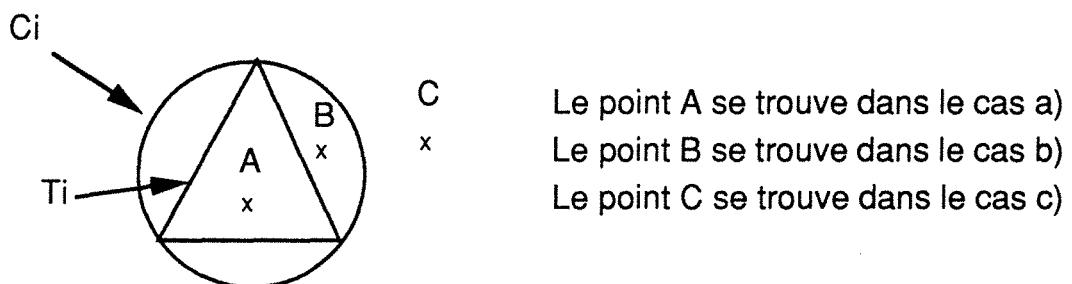 Ci
C
B
A
x
x
x
Ti
Le point A se trouve dans le cas a)
Le point B se trouve dans le cas b)
Le point C se trouve dans le cas c)